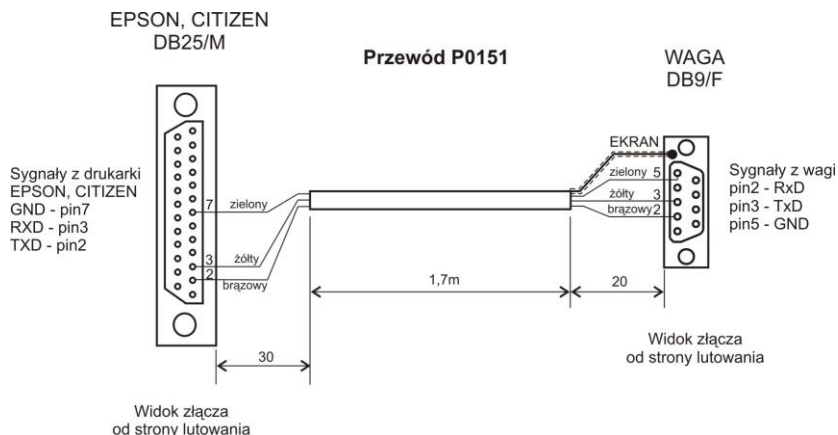 EPSON, CITIZEN
DB25/M
Przewód P0151
WAGA
DB9/F
Sygnały z drukarki
EPSON, CITIZEN
GND - pin7
RXD - pin3
TXD - pin2
7
zielony
3
żółty
2
brązowy
EKRAN
zielony 5
żółty 3
brązowy 2
Sygnały z wagi
pin2 - RxD
pin3 - TxD
pin5 - GND
1,7m
20
30
Widok złącza
od strony lutowania
Widok złącza
od strony lutowania